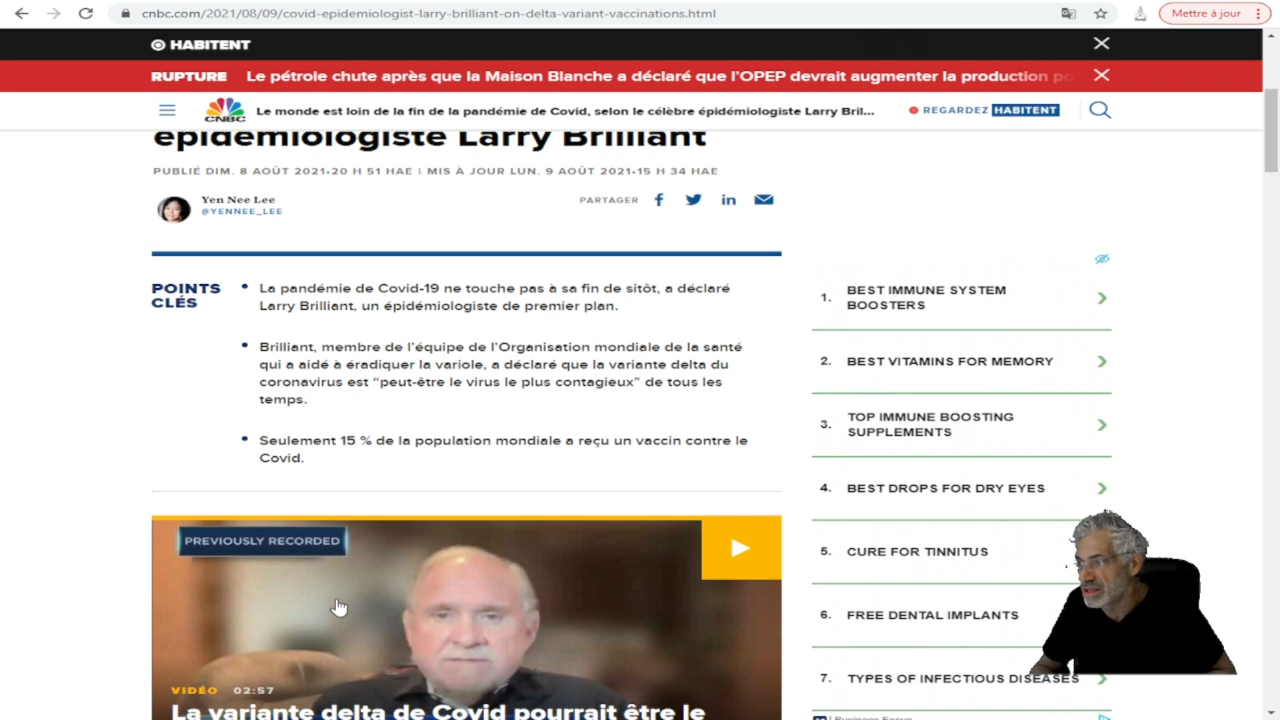 cnbc.com/2021/08/09/covid-epidemiologist-larry-brilliant-on-delta-variant-vaccinations.html
Mettre à jour
HABITENT
RUPTURE Le pétrole chute après que la Maison Blanche a déclaré que l'OPEP devrait augmenter la production
CNBC
Le monde est loin de la fin de la pandémie de Covid, selon le célèbre épidémiologiste Larry Bril...
REGARDEZ HABITENT
épidémiologiste Larry Brilliant
PUBLIÉ DIM. 8 AOÛT 2021•20 H 51 HAE | MIS À JOUR LUN. 9 AOÛT 2021•15 H 34 HAE
Yen Nee Lee
@YENNEE_LEE
PARTAGER
POINTS
CLÉS
• La pandémie de Covid-19 ne touche pas à sa fin de sitôt, a déclaré
Larry Brilliant, un épidémiologiste de premier plan.
• Brilliant, membre de l'équipe de l'Organisation mondiale de la santé
qui a aidé à éradiquer la variole, a déclaré que la variante delta du
coronavirus est "peut-être le virus le plus contagieux" de tous les
temps.
• Seulement 15 % de la population mondiale a reçu un vaccin contre le
Covid.
PREVIOUSLY RECORDED
VIDÉO 02:57
La variante delta de Covid pourrait être le
1. BEST IMMUNE SYSTEM
BOOSTERS
2. BEST VITAMINS FOR MEMORY
3. TOP IMMUNE BOOSTING
SUPPLEMENTS
4. BEST DROPS FOR DRY EYES
5. CURE FOR TINNITUS
6. FREE DENTAL IMPLANTS
7. TYPES OF INFECTIOUS DISEASES